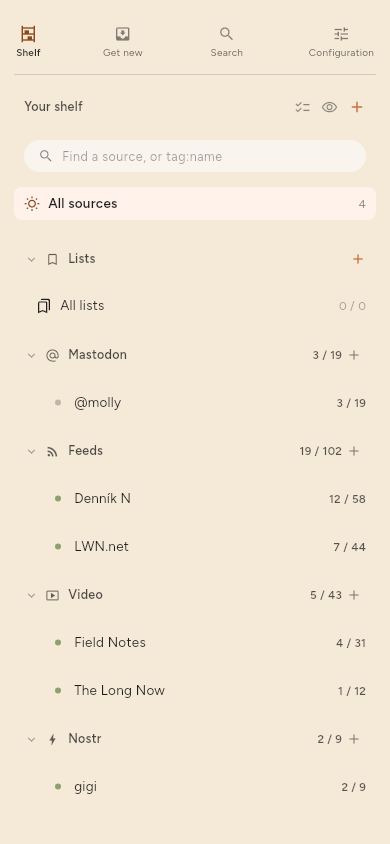 Shelf
Get new
Search
Configuration
Your shelf
Find a source, or tag:name
All sources 4
Lists
All lists 0 / 0
Mastodon 3 / 19
@molly 3 / 19
Feeds 19 / 102
Denník N 12 / 58
LWN.net 7 / 44
Video 5 / 43
Field Notes 4 / 31
The Long Now 1 / 12
Nostr 2 / 9
gigi 2 / 9